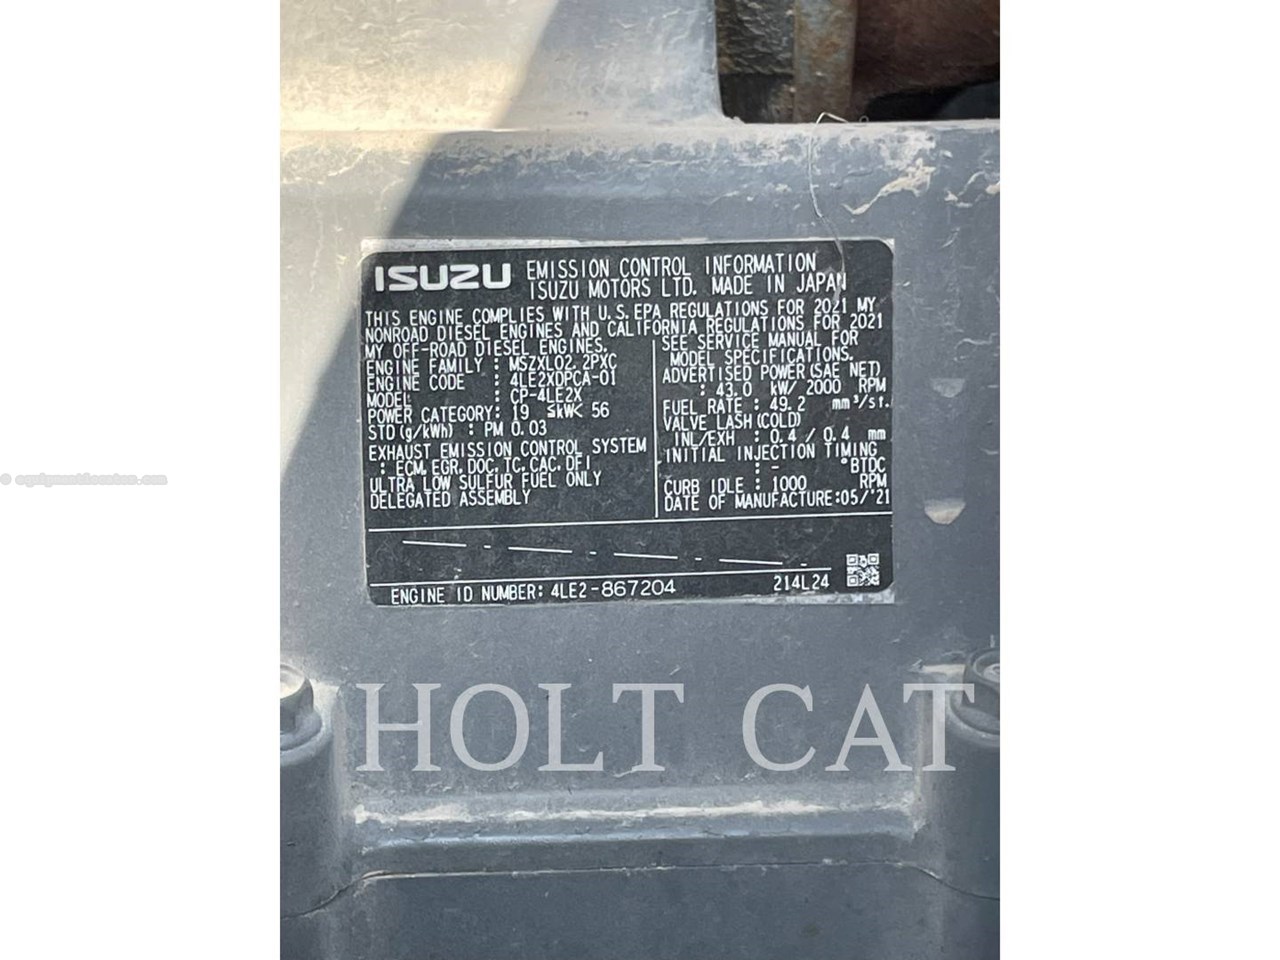 ISUZU EMISSION CONTROL INFORMATION
ISUZU MOTORS LTD. MADE IN JAPAN
THIS ENGINE COMPLIES WITH U.S. EPA REGULATIONS FOR 2021 MY
NONROAD DIESEL ENGINES AND CALIFORNIA REGULATIONS FOR 2021
MY OFF-ROAD DIESEL ENGINES.
ENGINE FAMILY : MSZXL02.2PXC
ENGINE CODE : 4LE2XDPCA-01
MODEL : CP-4LE2X
POWER CATEGORY: 19 ≤kW< 56
STD (g/kWh) : PM 0.03
EXHAUST EMISSION CONTROL SYSTEM
: ECM, EGR, DOC, TC, CAC, DFI
ULTRA LOW SULFUR FUEL ONLY
DELEGATED ASSEMBLY
SEE SERVICE MANUAL FOR
MODEL SPECIFICATIONS.
ADVERTISED POWER (SAE NET)
: 43.0 kW/ 2000 RPM
FUEL RATE : 49.2 mm³/st.
VALVE LASH (COLD)
INL/EXH : 0.4 / 0.4 mm
INITIAL INJECTION TIMING
: - °BTDC
CURB IDLE : 1000 RPM
DATE OF MANUFACTURE:05/'21
ENGINE ID NUMBER: 4LE2-867204 214L24
HOLT CAT
© equipmentlocator.com